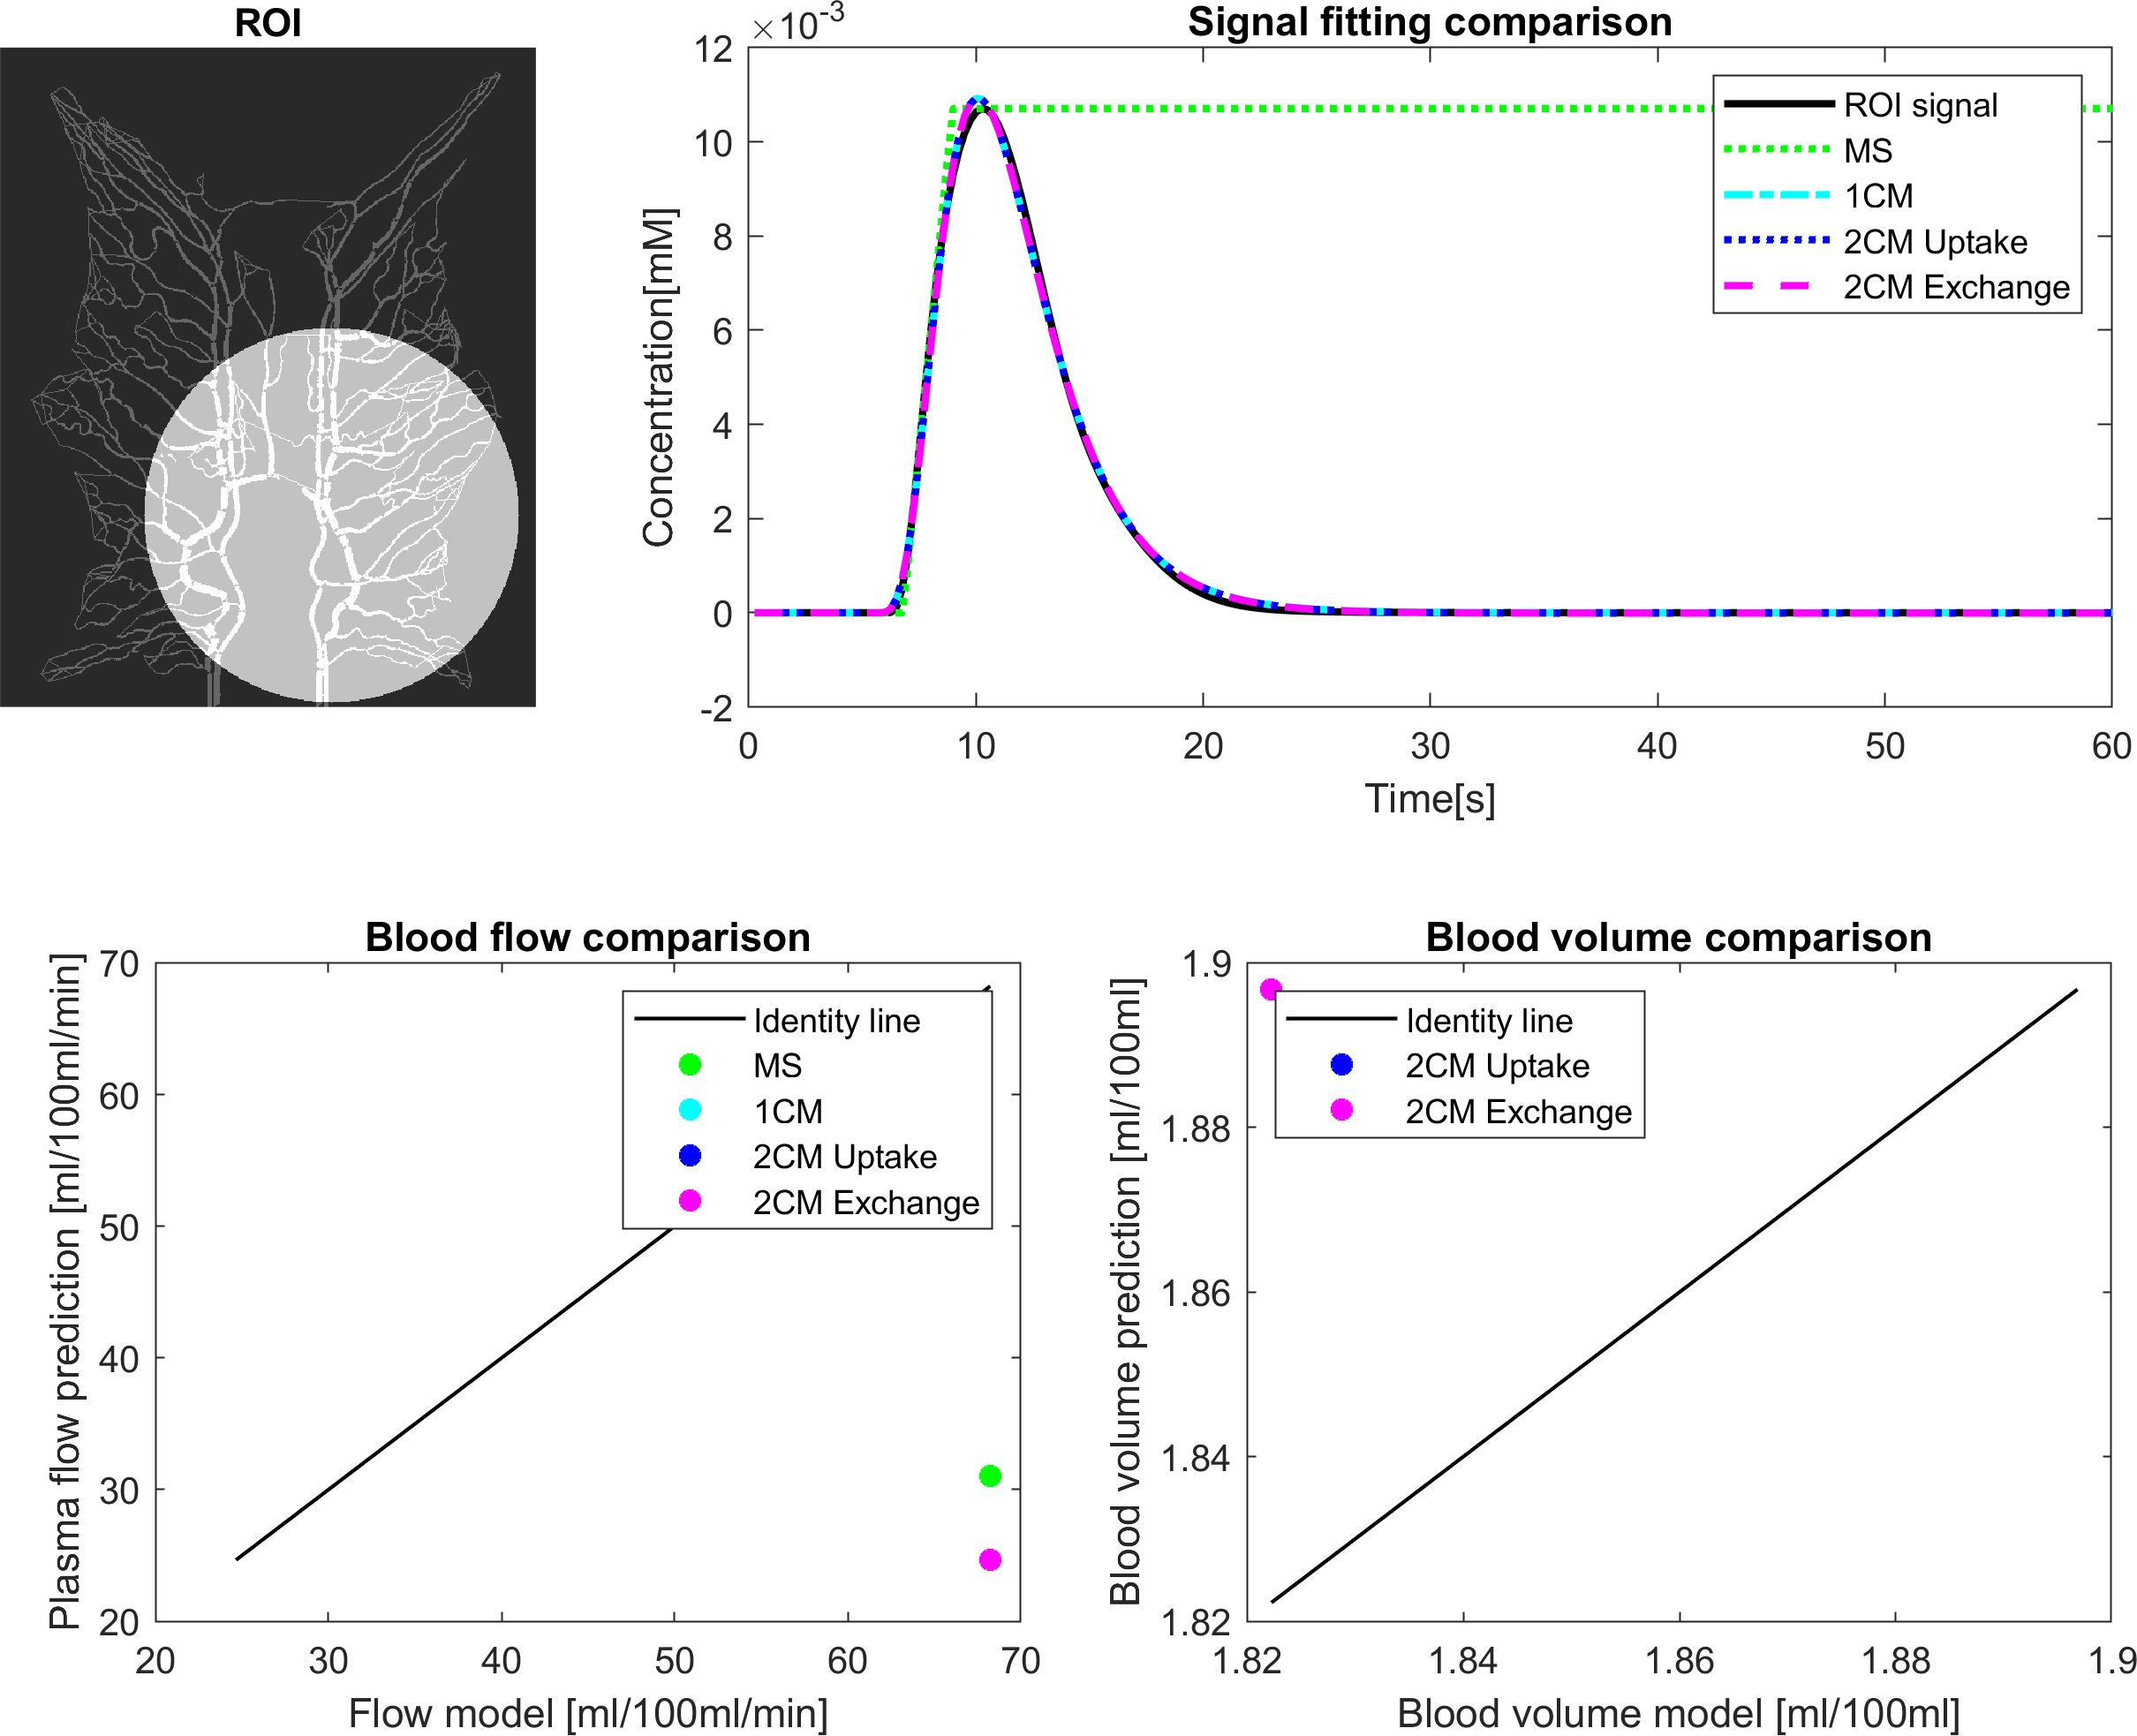 ROI
Signal fitting comparison
×10-3
12
10
8
6
4
2
0
-2
Concentration[mM]
0 10 20 30 40 50 60
Time[s]
ROI signal
MS
1CM
2CM Uptake
2CM Exchange
Blood flow comparison
70
60
50
40
30
20
Plasma flow prediction [ml/100ml/min]
20 30 40 50 60 70
Flow model [ml/100ml/min]
Identity line
MS
1CM
2CM Uptake
2CM Exchange
Blood volume comparison
1.9
1.88
1.86
1.84
1.82
Blood volume prediction [ml/100ml]
1.82 1.84 1.86 1.88 1.9
Blood volume model [ml/100ml]
Identity line
2CM Uptake
2CM Exchange